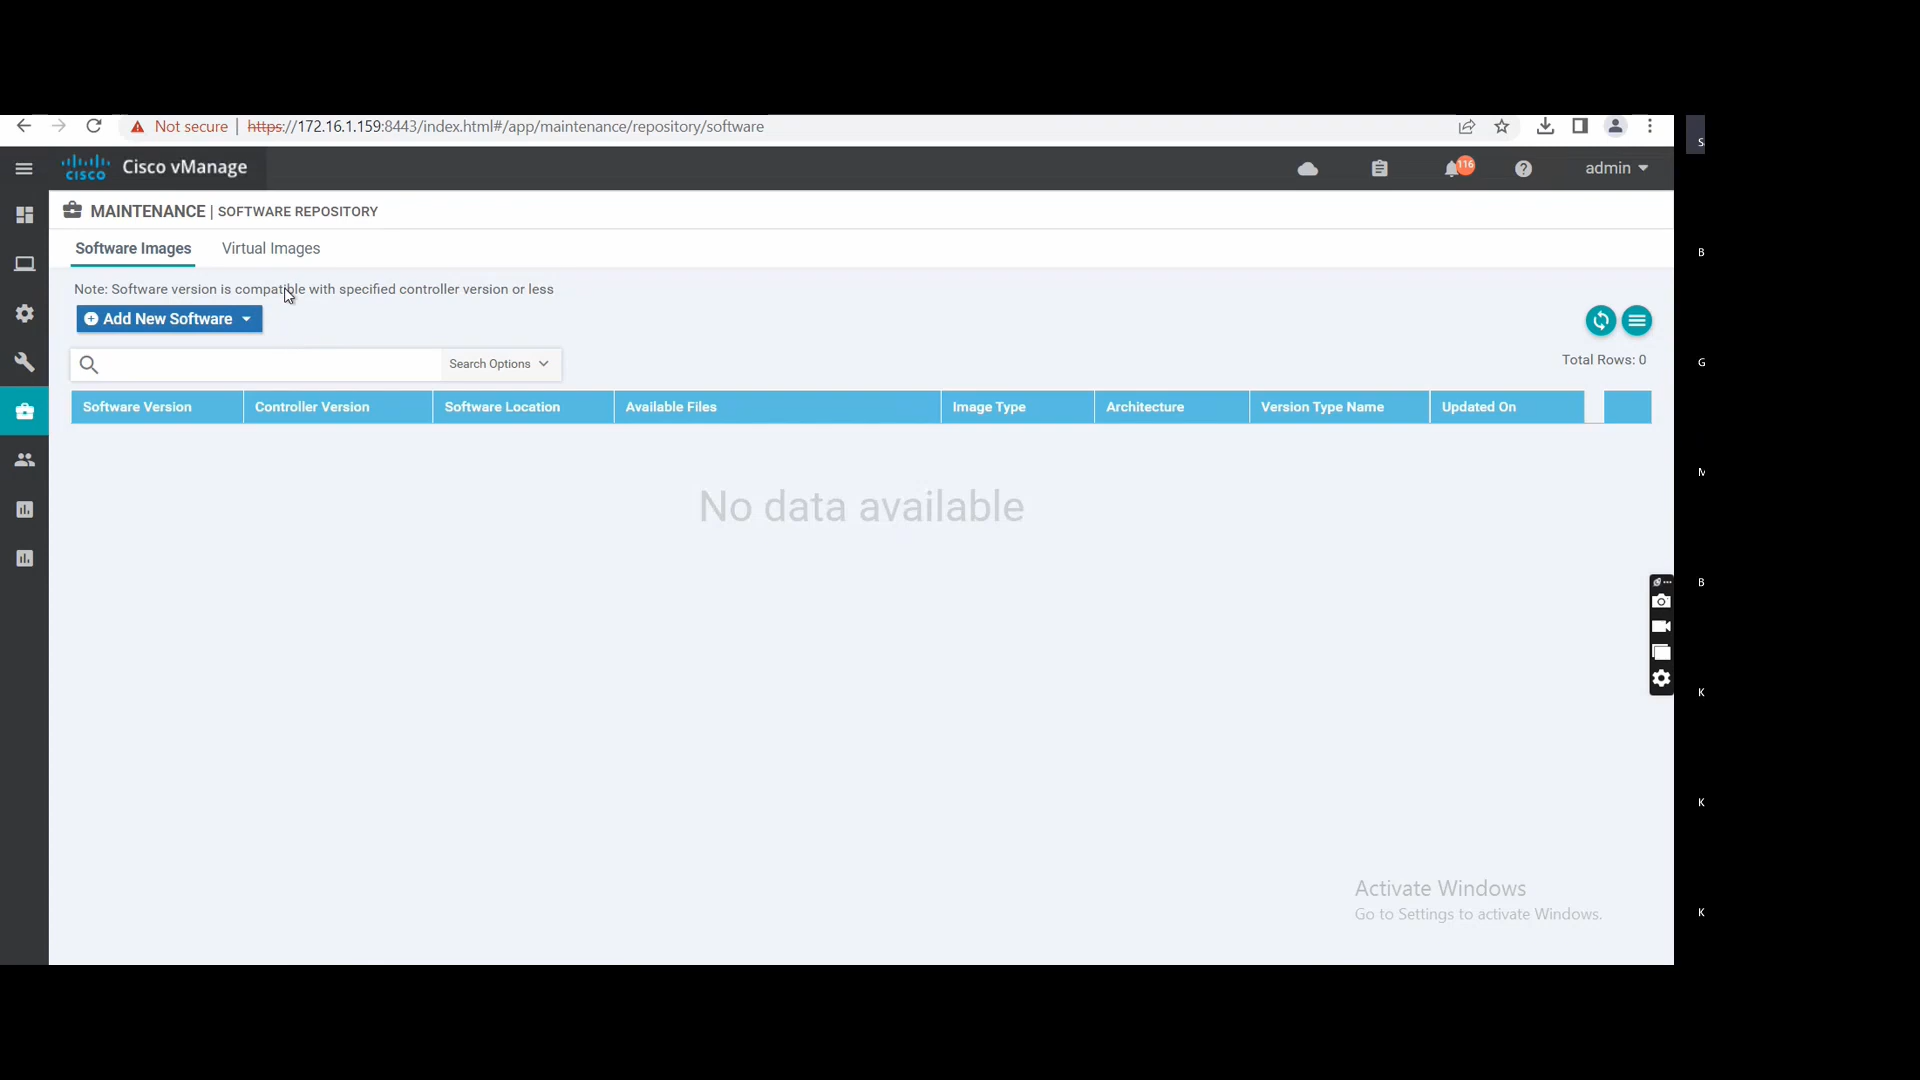 Not secure | https://172.16.1.159:8443/index.html#/app/maintenance/repository/software
cisco Cisco vManage 116 admin
MAINTENANCE | SOFTWARE REPOSITORY
Software Images Virtual Images
Note: Software version is compatible with specified controller version or less
Add New Software
Search Options Total Rows: 0
Software Version Controller Version Software Location Available Files Image Type Architecture Version Type Name Updated On
No data available
Activate Windows
Go to Settings to activate Windows.
S
B
G
M
B
K
K
K